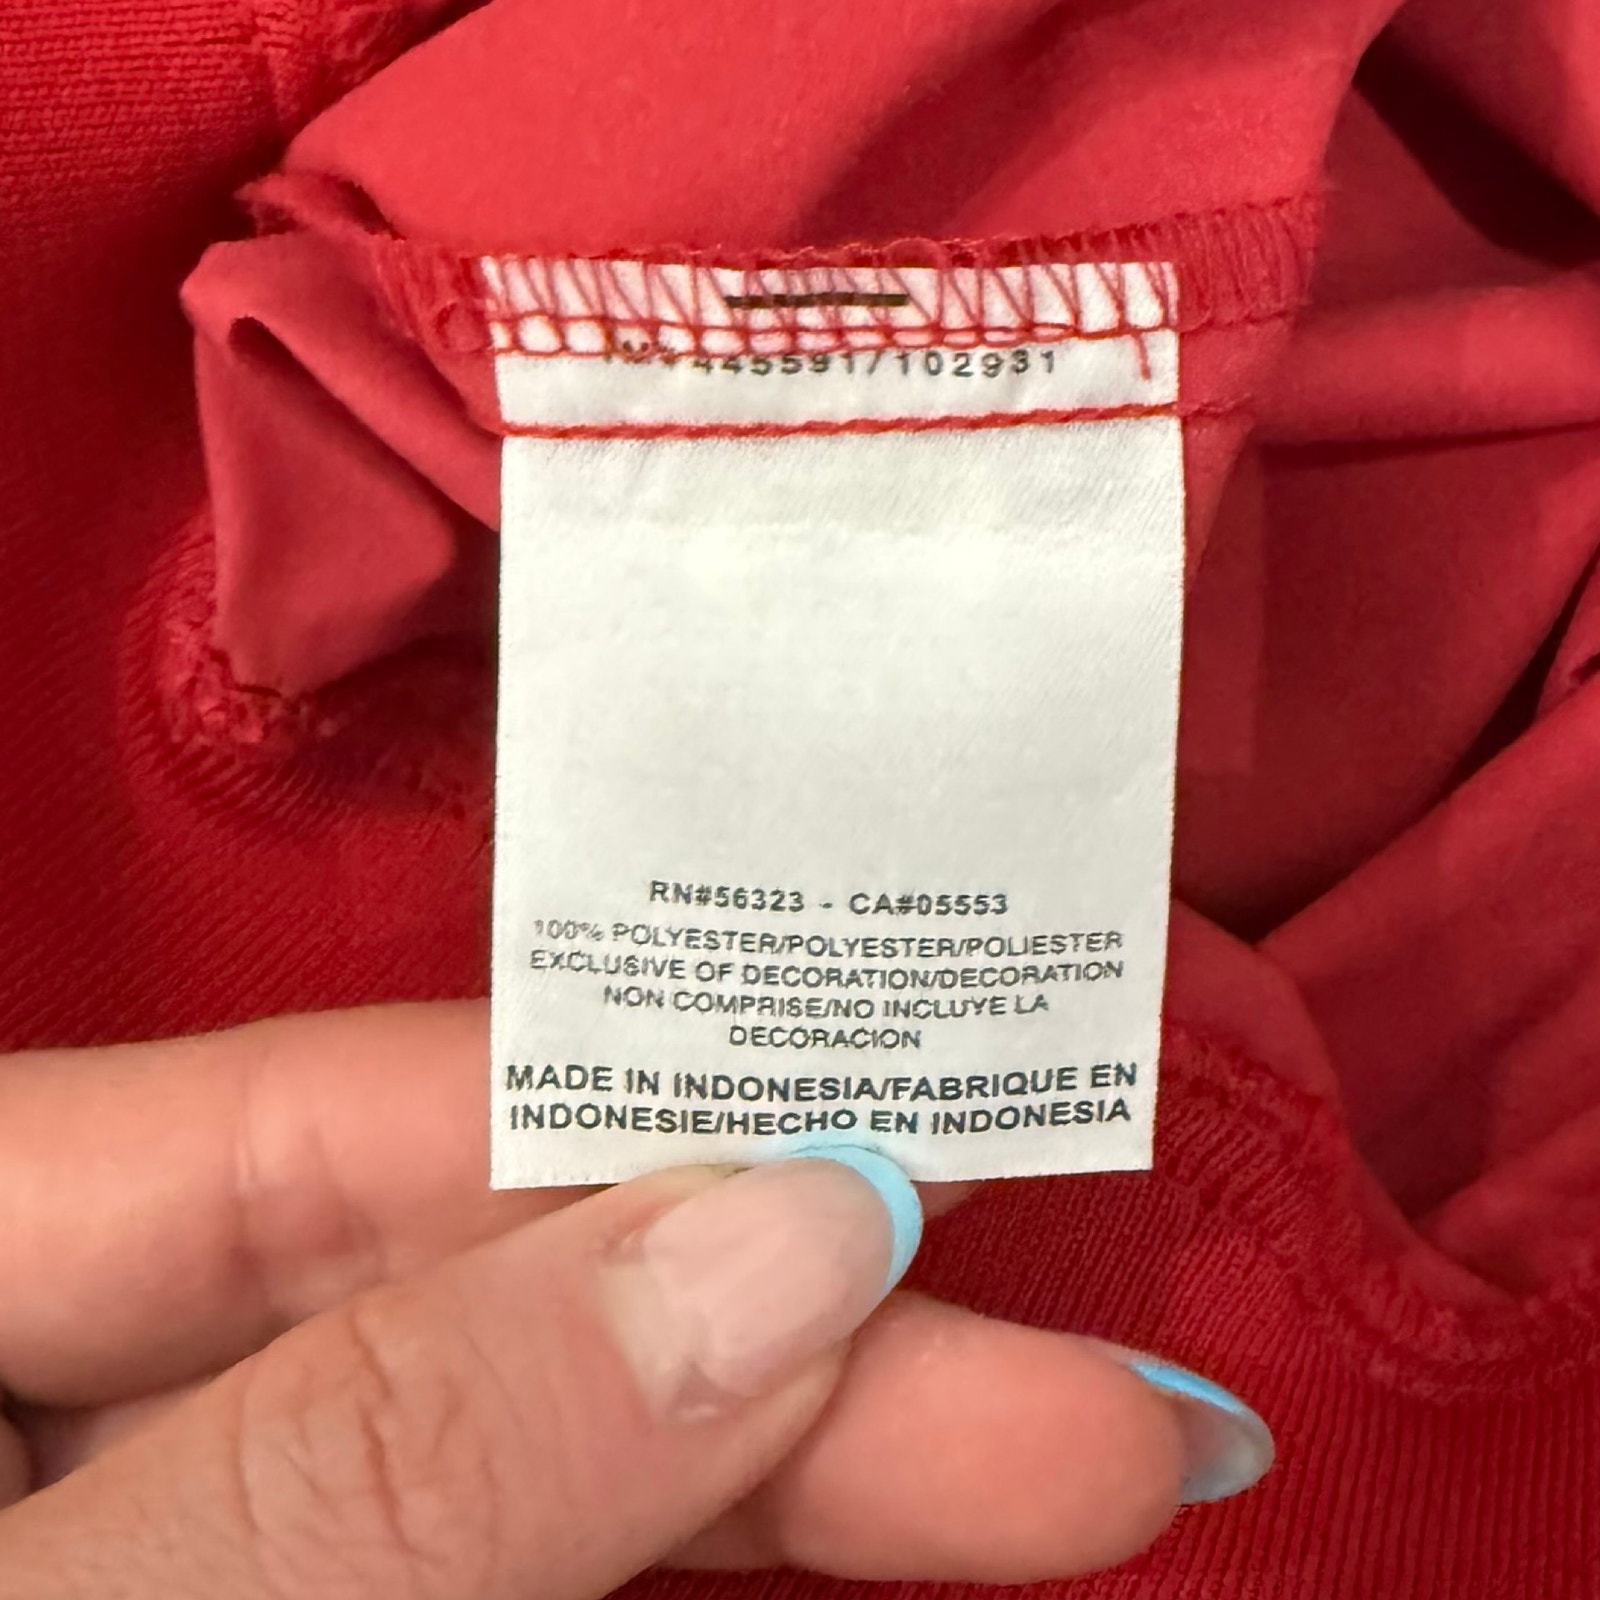 445591/102931
RN#56323 - CA#05553
100% POLYESTER/POLYESTER/POLIESTER
EXCLUSIVE OF DECORATION/DECORATION
NON COMPRISE/NO INCLUYE LA
DECORACION
MADE IN INDONESIA/FABRIQUE EN
INDONESIE/HECHO EN INDONESIA